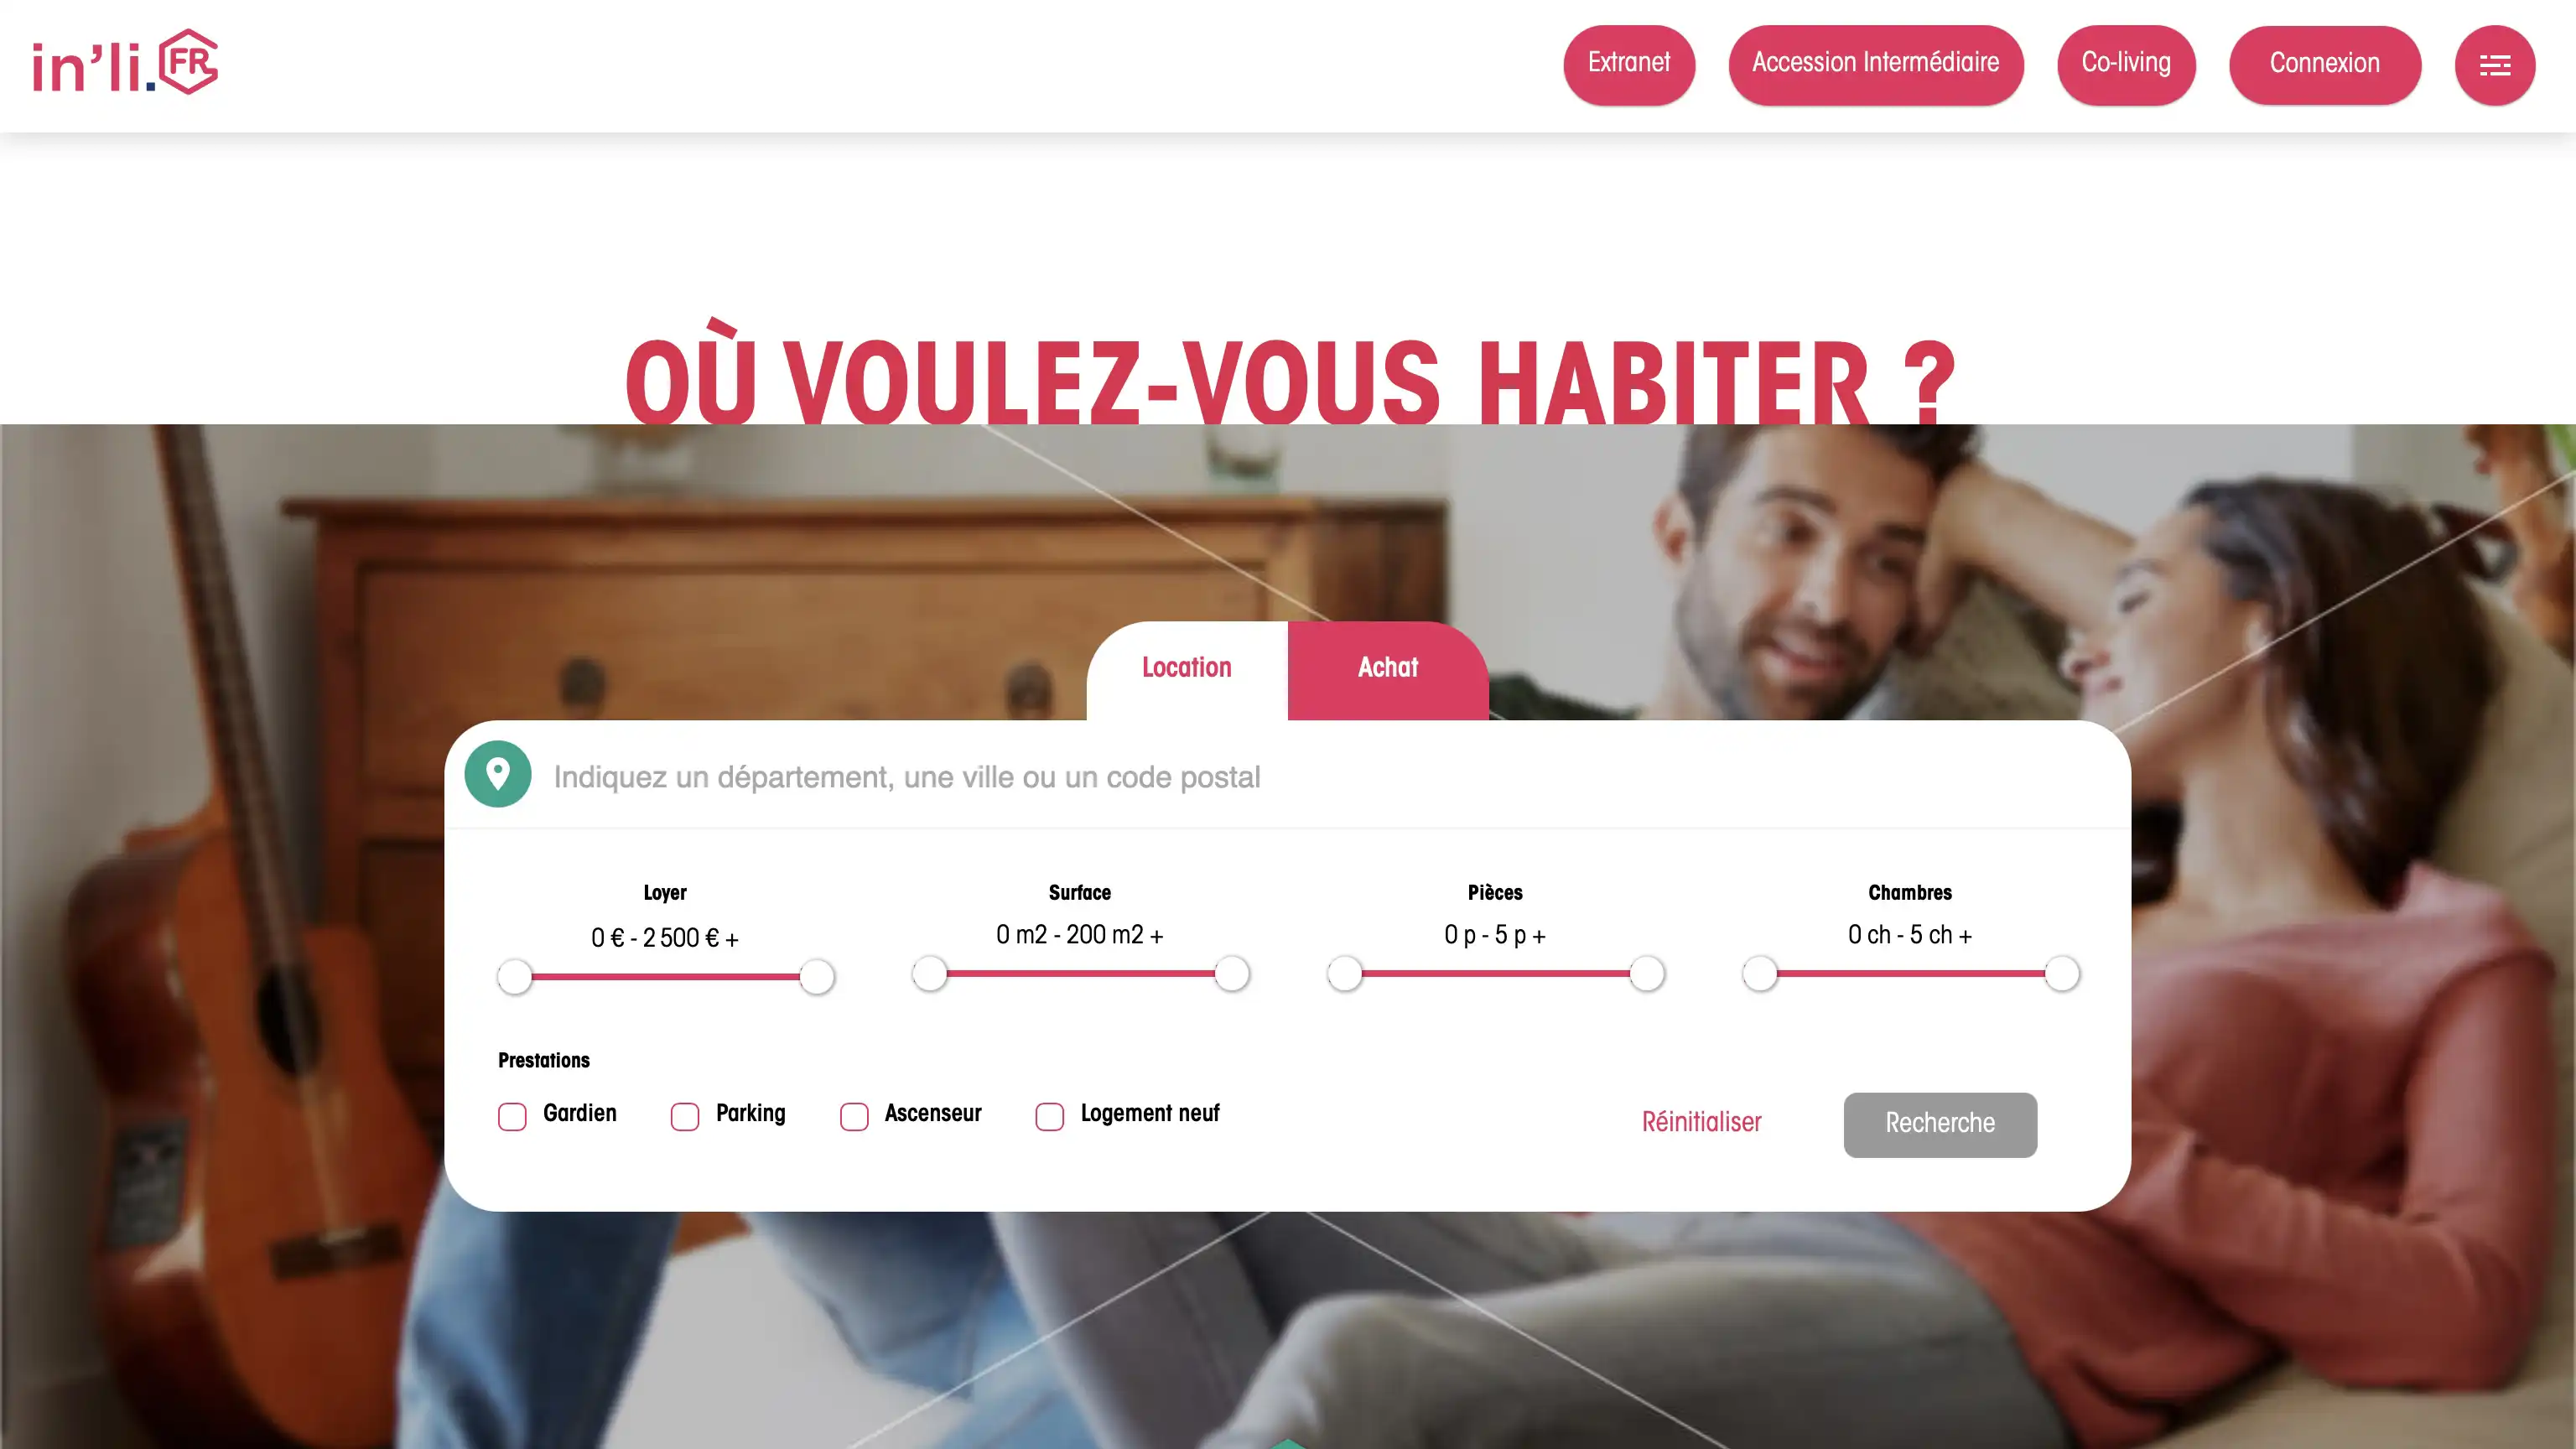 in'li. FR
Extranet
Accession Intermédiaire
Co-living
Connexion
OÙ VOULEZ-VOUS HABITER ?
Location
Achat
Indiquez un département, une ville ou un code postal
Loyer
0 € - 2 500 € +
Surface
0 m2 - 200 m2 +
Pièces
0 p - 5 p +
Chambres
0 ch - 5 ch +
Prestations
Gardien
Parking
Ascenseur
Logement neuf
Réinitialiser
Recherche